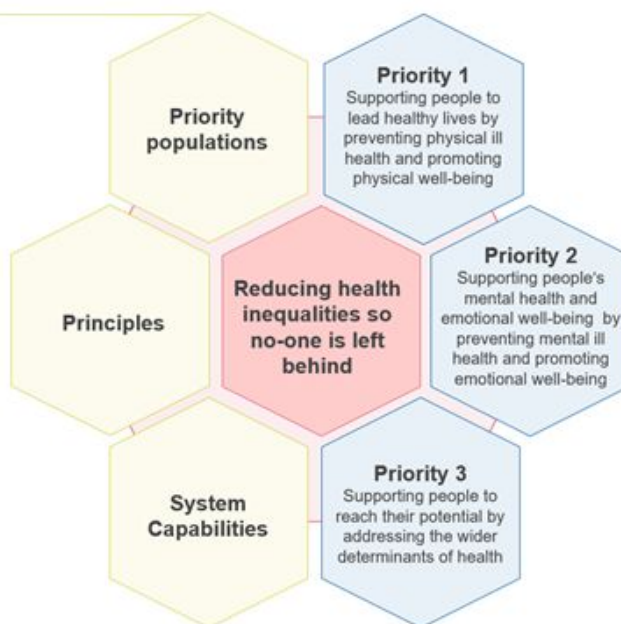 Priority
populations
Priority 1
Supporting people to
lead healthy lives by
preventing physical ill
health and promoting
physical well-being
Principles
Reducing health
inequalities so
no-one is left
behind
Priority 2
Supporting people's
mental health and
emotional well-being by
preventing mental ill
health and promoting
emotional well-being
System
Capabilities
Priority 3
Supporting people to
reach their potential by
addressing the wider
determinants of health